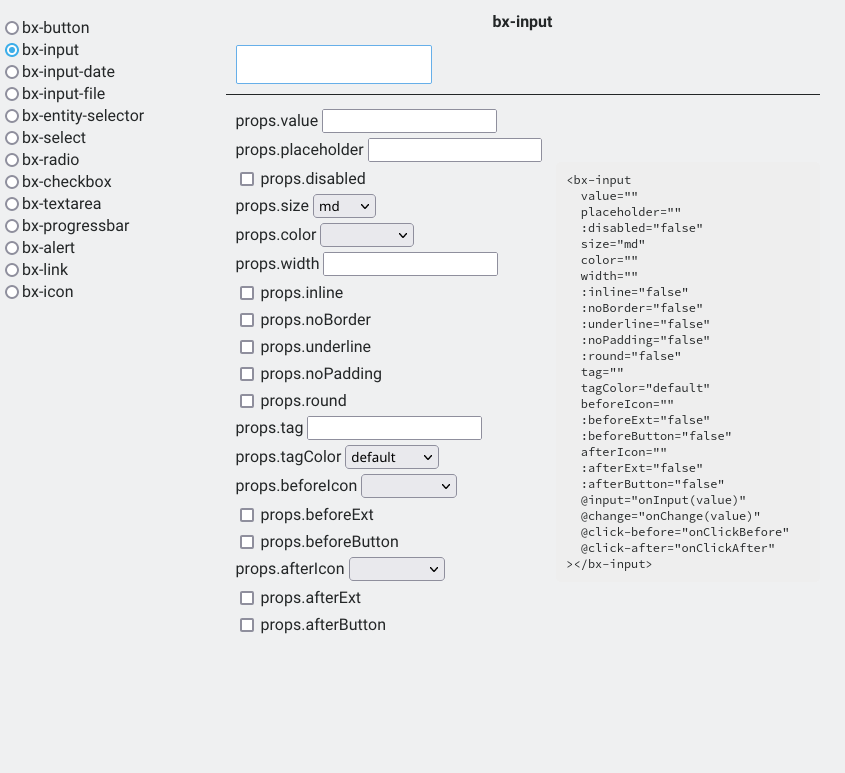 bx-button
bx-input
bx-input-date
bx-input-file
bx-entity-selector
bx-select
bx-radio
bx-checkbox
bx-textarea
bx-progressbar
bx-alert
bx-link
bx-icon
bx-input
props.value
props.placeholder
props.disabled
props.size md
props.color
props.width
props.inline
props.noBorder
props.underline
props.noPadding
props.round
props.tag
props.tagColor default
props.beforeIcon
props.beforeExt
props.beforeButton
props.afterIcon
props.afterExt
props.afterButton
<bx-input
  value=""
  placeholder=""
  :disabled="false"
  size="md"
  color=""
  width=""
  :inline="false"
  :noBorder="false"
  :underline="false"
  :noPadding="false"
  :round="false"
  tag=""
  tagColor="default"
  beforeIcon=""
  :beforeExt="false"
  :beforeButton="false"
  afterIcon=""
  :afterExt="false"
  :afterButton="false"
  @input="onInput(value)"
  @change="onChange(value)"
  @click-before="onClickBefore"
  @click-after="onClickAfter"
></bx-input>